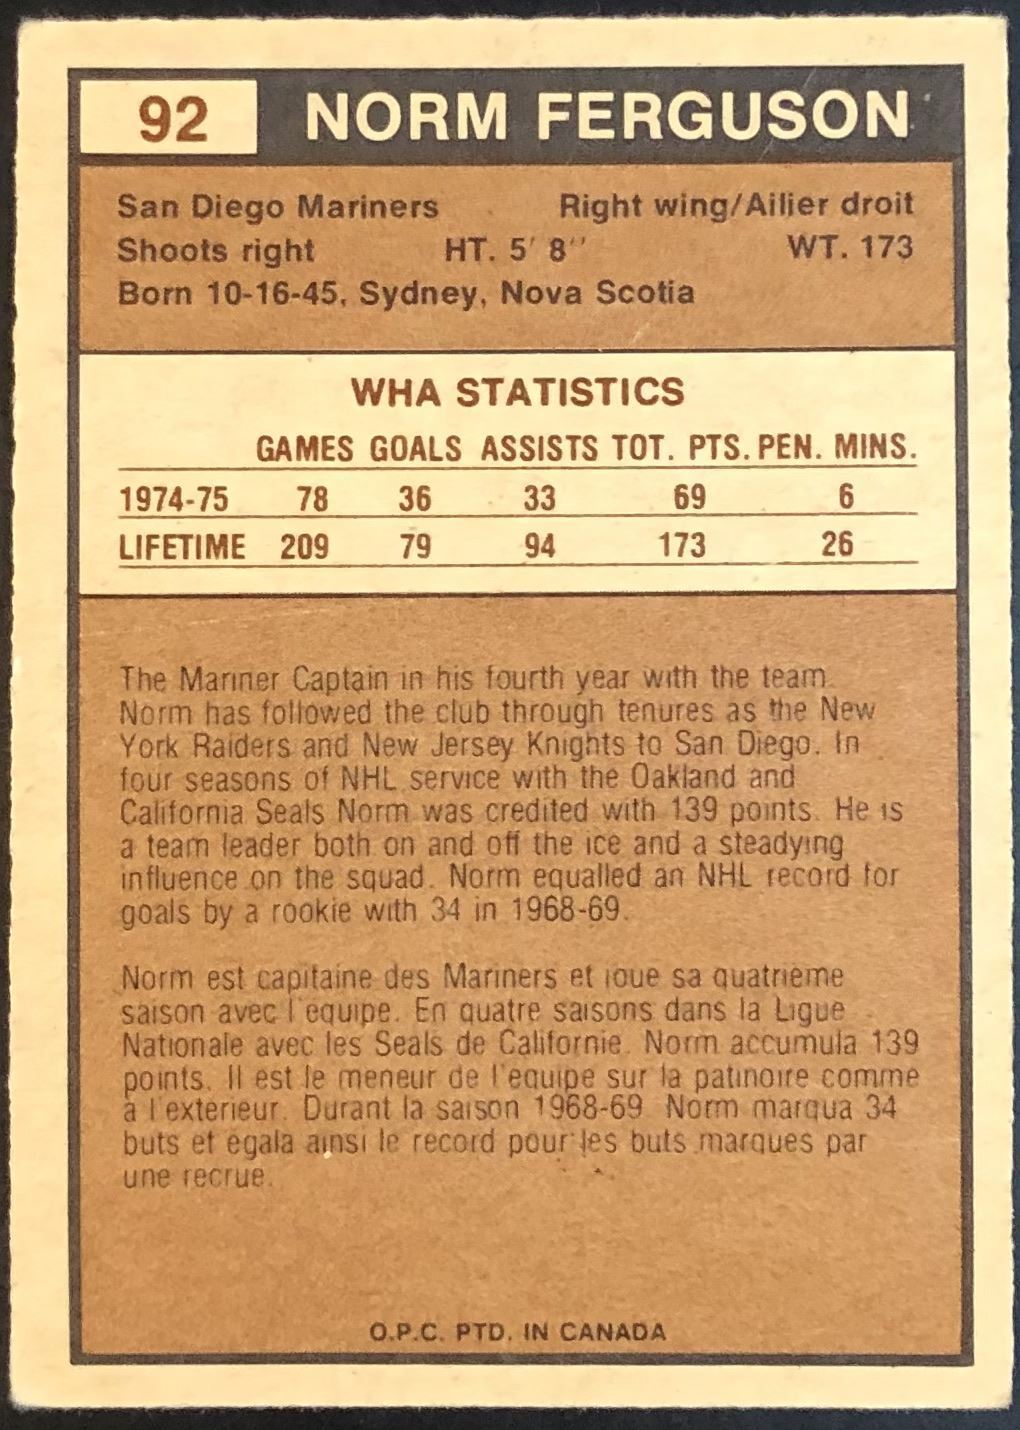 92 NORM FERGUSON
San Diego Mariners Right wing/Ailier droit
Shoots right HT. 5' 8'' WT. 173
Born 10-16-45, Sydney, Nova Scotia
WHA STATISTICS
GAMES GOALS ASSISTS TOT. PTS. PEN. MINS.
1974-75 78 36 33 69 6
LIFETIME 209 79 94 173 26
The Mariner Captain in his fourth year with the team.
Norm has followed the club through tenures as the New
York Raiders and New Jersey Knights to San Diego. In
four seasons of NHL service with the Oakland and
California Seals Norm was credited with 139 points. He is
a team leader both on and off the ice and a steadying
influence on the squad. Norm equalled an NHL record for
goals by a rookie with 34 in 1968-69.
Norm est capitaine des Mariners et joue sa quatrième
saison avec l'équipe. En quatre saisons dans la Ligue
Nationale avec les Seals de Californie. Norm accumula 139
points. Il est le meneur de l'équipe sur la patinoire comme
à l'extérieur. Durant la saison 1968-69 Norm marqua 34
buts et égala ainsi le record pour les buts marqués par
une recrue.
O.P.C. PTD. IN CANADA